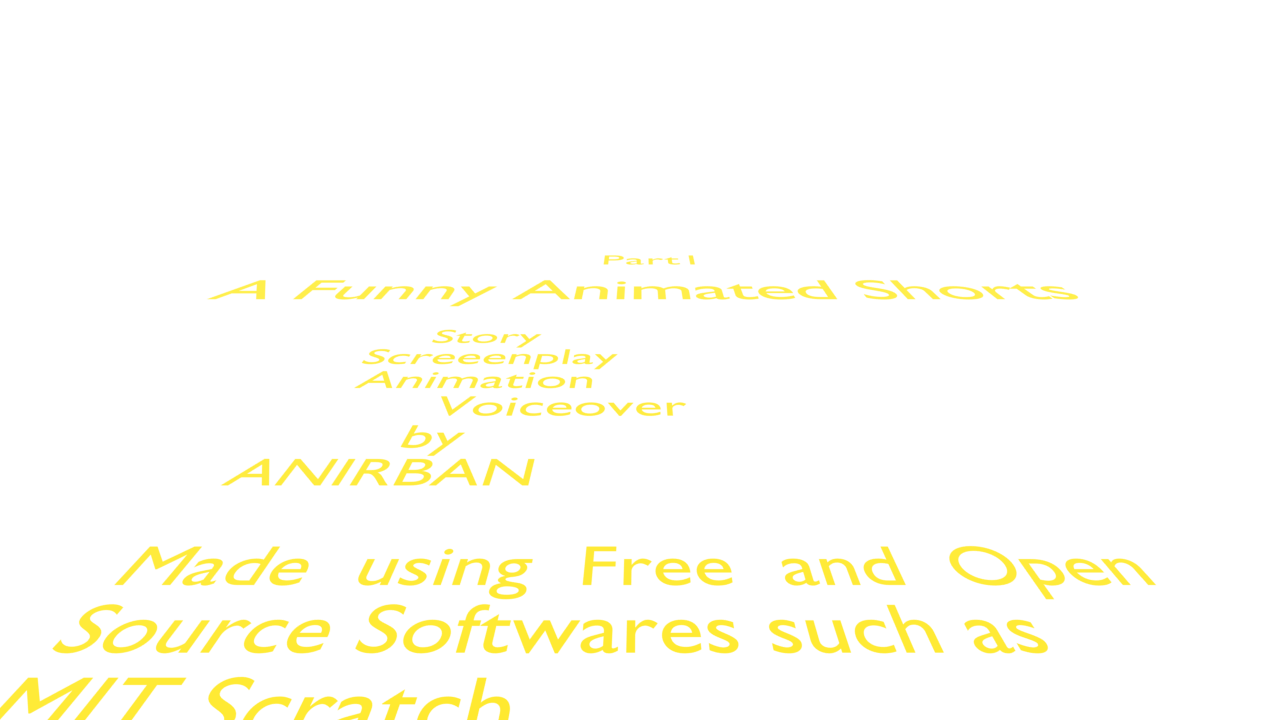 Part I
A Funny Animated Shorts
Story
Screeenplay
Animation
Voiceover
by
ANIRBAN
Made using Free and Open
Source Softwares such as
MIT Scratch